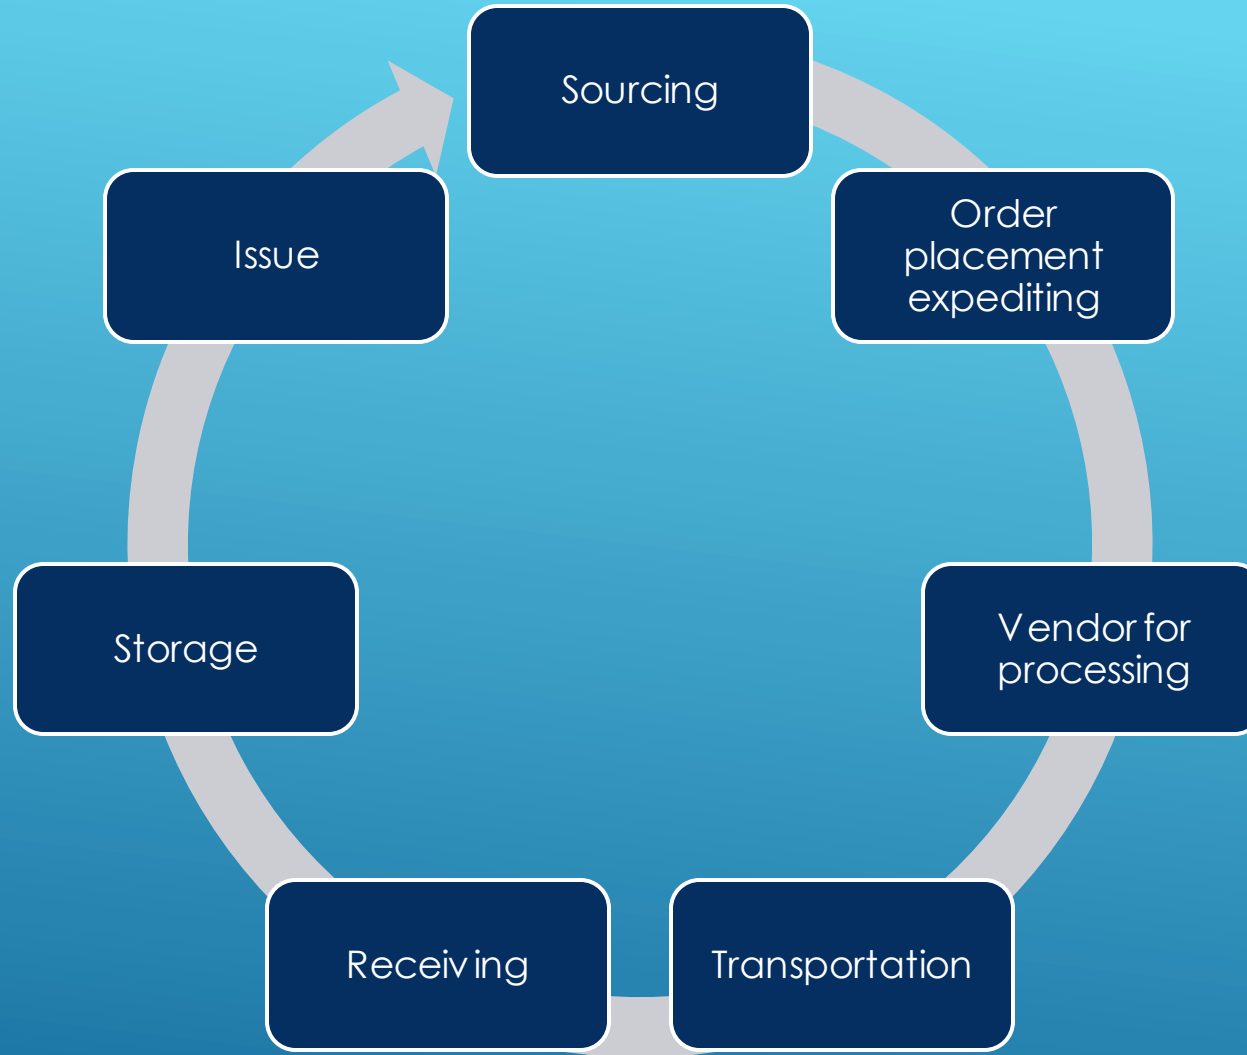 Sourcing
Order
placement
expediting
Vendor for
processing
Transportation
Receiving
Storage
Issue